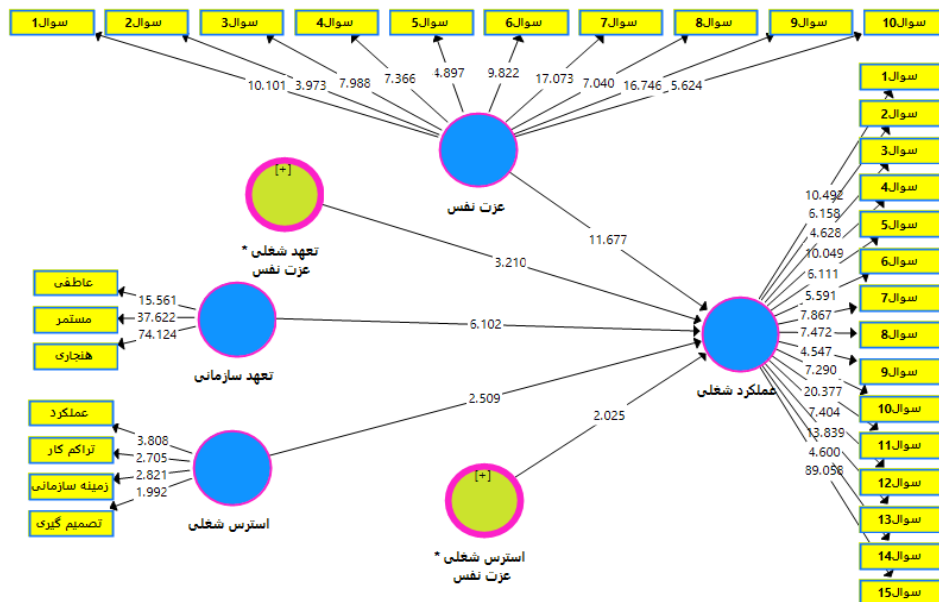 سوال1
سوال2
سوال3
سوال4
سوال5
سوال6
سوال7
سوال8
سوال9
سوال10
10.101
3.973
7.988
7.366
4.897
9.822
17.073
7.040
16.746
5.624
عزت نفس
[+]
تعهد شغلی *
عزت نفس
11.677
3.210
عاطفی
مستمر
هنجاری
15.561
37.622
74.124
تعهد سازمانی
6.102
عملکرد شغلی
2.509
عملکرد
تراکم کار
زمینه سازمانی
تصمیم گیری
3.808
2.705
2.821
1.992
استرس شغلی
2.025
[+]
استرس شغلی *
عزت نفس
10.492
6.158
4.628
10.049
6.111
5.591
7.867
7.472
4.547
7.290
20.377
7.404
13.839
4.600
89.058
سوال1
سوال2
سوال3
سوال4
سوال5
سوال6
سوال7
سوال8
سوال9
سوال10
سوال11
سوال12
سوال13
سوال14
سوال15